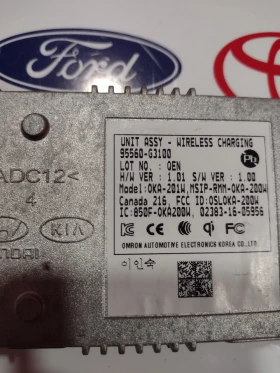 Ford
UNIT ASSY - WIRELESS CHARGING
95560-G3100
LOT NO : QEN
H/W VER : 1.01 S/W VER : 1.00
Model:OKA-201W,MSIP-RMM-OKA-200W
Canada 216, FCC ID:OSLOKA-200W
IC:850F-OKA200W, 02383-16-05956
OMRON AUTOMOTIVE ELECTRONICS KOREA CO.,LTD
이인숙
ADC12<
4
KIA
Pb